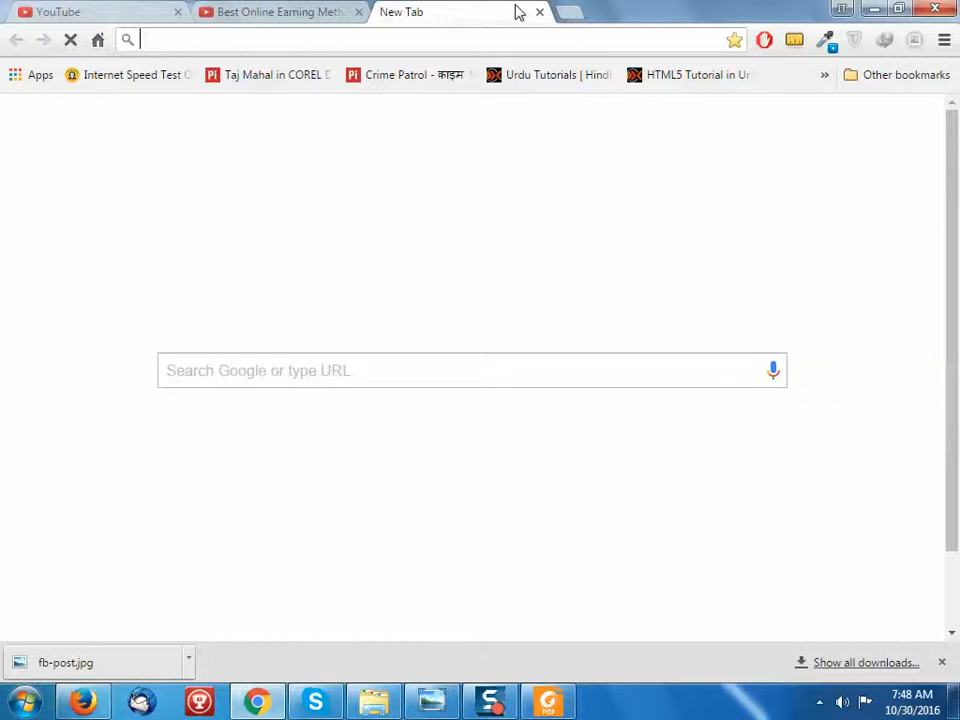 YouTube
Best Online Earning Meth
New Tab
Apps
Internet Speed Test
Taj Mahal in COREL
Crime Patrol - काइम
Urdu Tutorials | Hindi
HTML5 Tutorial in Ur
»
Other bookmarks
Search Google or type URL
fb-post.jpg
Show all downloads...
7:48 AM
10/30/2016